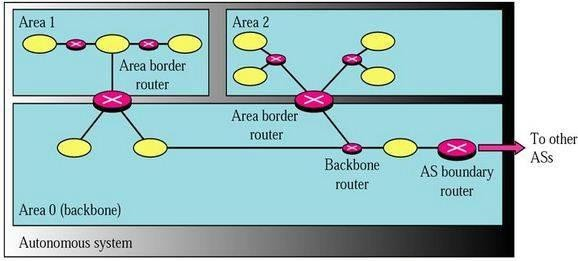 Area 1
Area 2
Area border
router
Area border
router
To other
ASs
Backbone
router
AS boundary
router
Area 0 (backbone)
Autonomous system